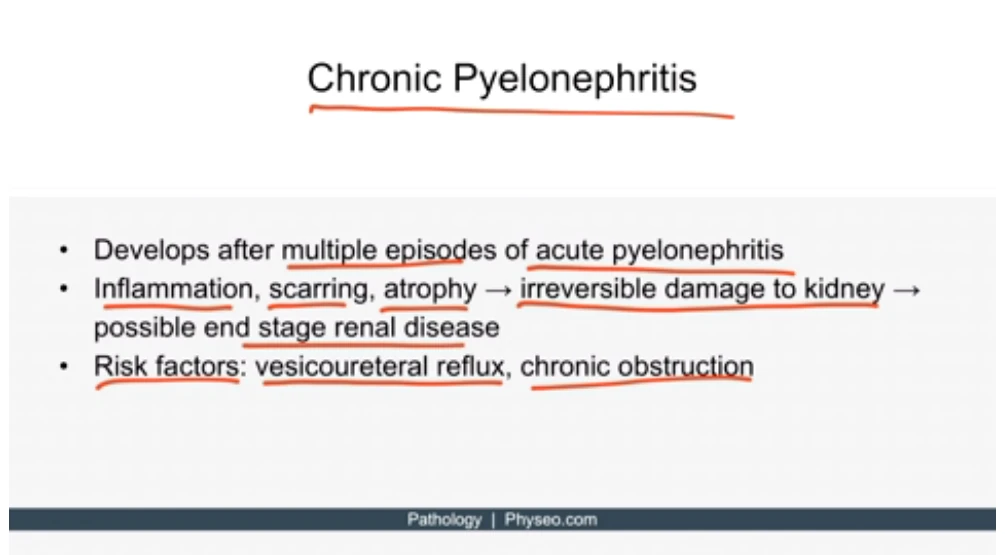 Chronic Pyelonephritis
• Develops after multiple episodes of acute pyelonephritis
• Inflammation, scarring, atrophy → irreversible damage to kidney →
possible end stage renal disease
• Risk factors: vesicoureteral reflux, chronic obstruction
Pathology | Physeo.com